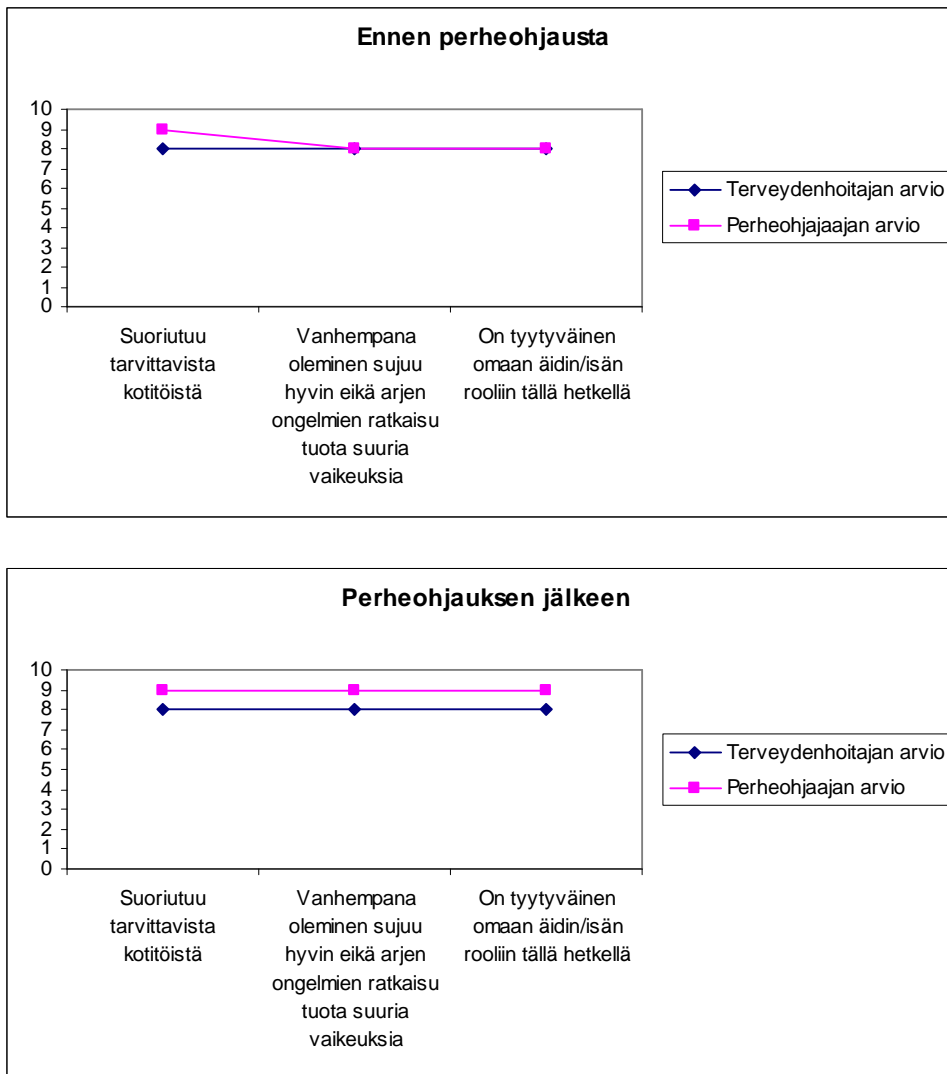 Ennen perheohjausta
10
9
8
7
6
5
4
3
2
1
0
Suoriutuu
tarvittavista
kotitöistä
Vanhempana
oleminen sujuu
hyvin eikä arjen
ongelmien ratkaisu
tuota suuria
vaikeuksia
On tyytyväinen
omaan äidin/isän
rooliin tällä hetkellä
Terveydenhoitajan arvio
Perheohjajaajan arvio
Perheohjauksen jälkeen
10
9
8
7
6
5
4
3
2
1
0
Suoriutuu
tarvittavista
kotitöistä
Vanhempana
oleminen sujuu
hyvin eikä arjen
ongelmien ratkaisu
tuota suuria
vaikeuksia
On tyytyväinen
omaan äidin/isän
rooliin tällä hetkellä
Terveydenhoitajan arvio
Perheohjaajan arvio